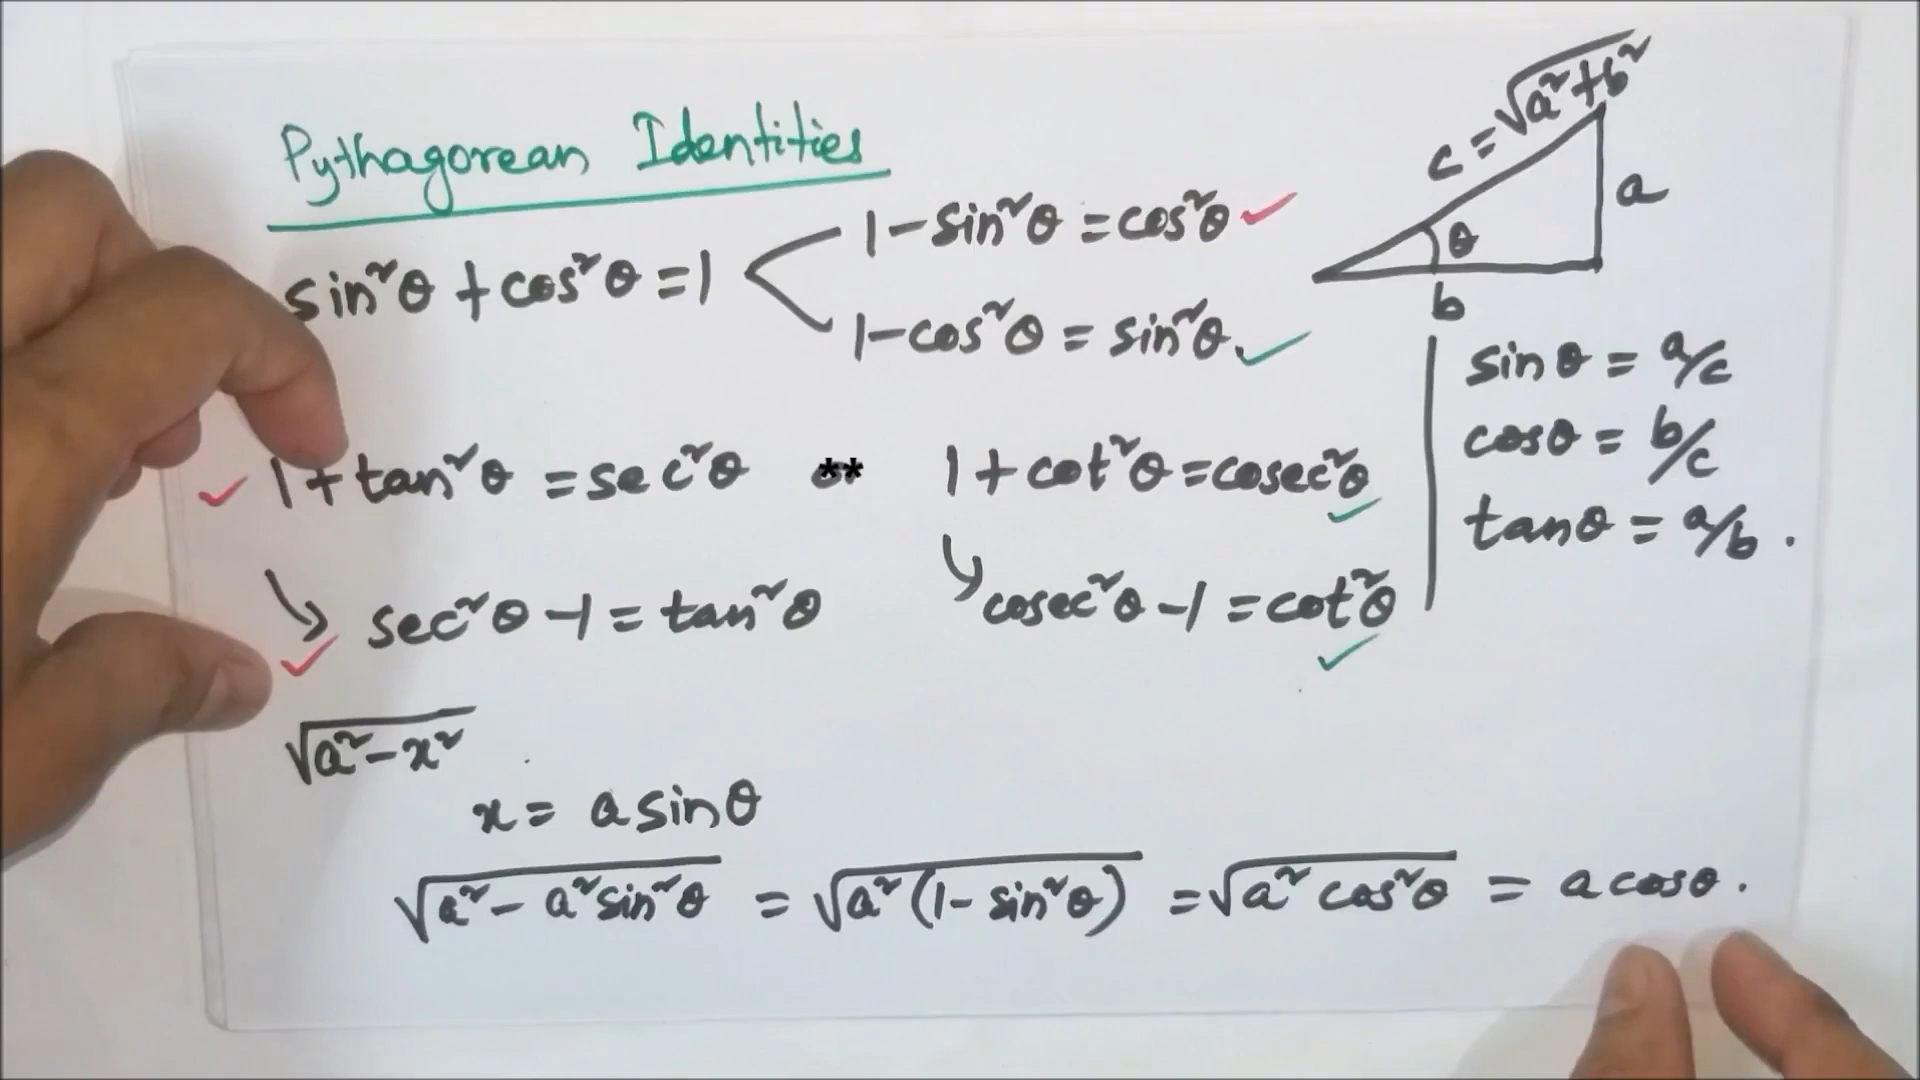 Pythagorean Identities
sin²θ + cos²θ = 1
1 - sin²θ = cos²θ
1 - cos²θ = sin²θ
1 + tan²θ = sec²θ ** 1 + cot²θ = cosec²θ
sec²θ - 1 = tan²θ
cosec²θ - 1 = cot²θ
c = √(a² + b²)
a
θ
b
sinθ = a/c
cosθ = b/c
tanθ = a/b .
√(a² - x²)
x = a sinθ
√(a² - a² sin²θ) = √(a² (1 - sin²θ)) = √(a² cos²θ) = a cosθ .